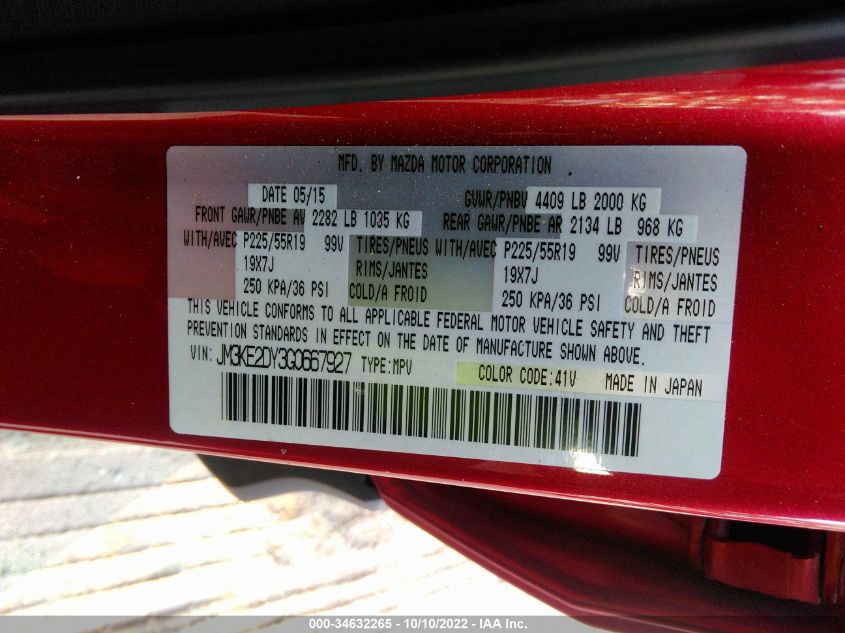 MFD. BY MAZDA MOTOR CORPORATION
DATE 05/15 GVWR/PNBV 4409 LB 2000 KG
FRONT GAWR/PNBE AV 2282 LB 1035 KG REAR GAWR/PNBE AR 2134 LB 968 KG
WITH/AVEC P225/55R19 99V TIRES/PNEUS WITH/AVEC P225/55R19 99V TIRES/PNEUS
19X7J RIMS/JANTES 19X7J RIMS/JANTES
250 KPA/36 PSI COLD/A FROID 250 KPA/36 PSI COLD/A FROID
THIS VEHICLE CONFORMS TO ALL APPLICABLE FEDERAL MOTOR VEHICLE SAFETY AND THEFT
PREVENTION STANDARDS IN EFFECT ON THE DATE OF MANUFACTURE SHOWN ABOVE.
VIN: JM3KE2DY3G0667927 TYPE:MPV COLOR CODE:41V MADE IN JAPAN
000-34632265 - 10/10/2022 - IAA Inc.